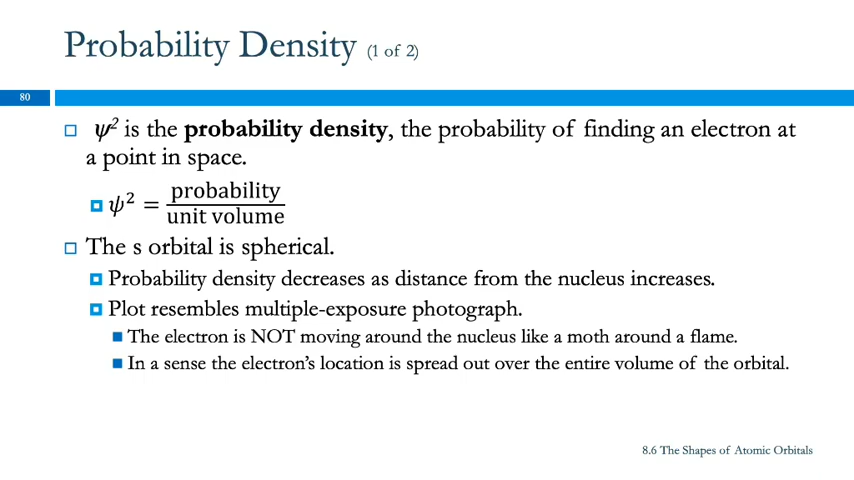 Probability Density (1 of 2)
80
ψ² is the probability density, the probability of finding an electron at
a point in space.
ψ² = probability / unit volume
The s orbital is spherical.
Probability density decreases as distance from the nucleus increases.
Plot resembles multiple-exposure photograph.
The electron is NOT moving around the nucleus like a moth around a flame.
In a sense the electron's location is spread out over the entire volume of the orbital.
8.6 The Shapes of Atomic Orbitals